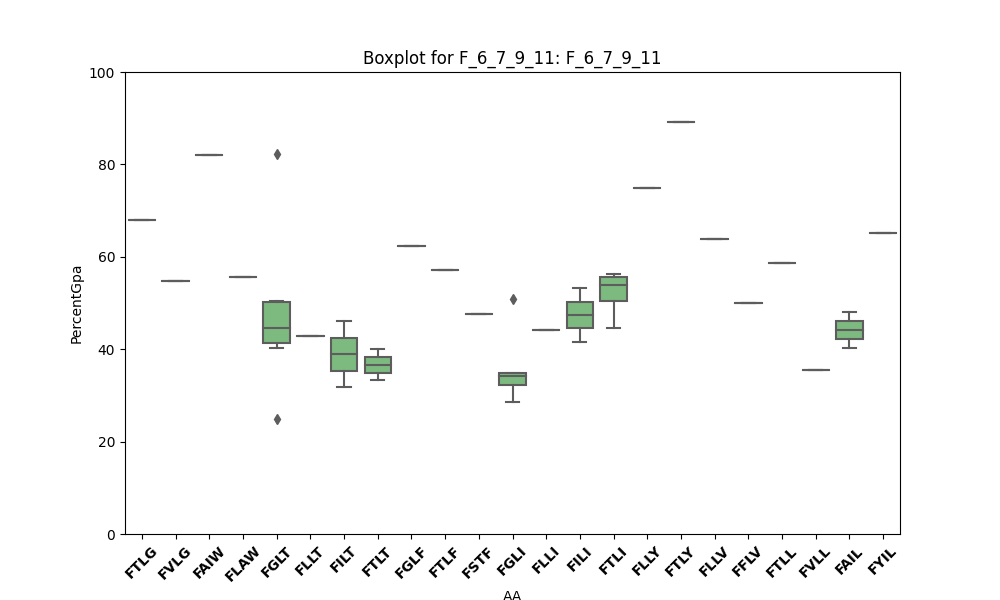 Boxplot for F_6_7_9_11: F_6_7_9_11
100
80
60
40
20
0
PercentGpa
FTLG FVLG FAIW FLAW FGLT FLLT FILT FTLT FGLF FTLF FSTF FGLI FLLI FILI FTLI FLLY FTLY FLLV FFLV FTLL FVLL FAIL FYIL
AA